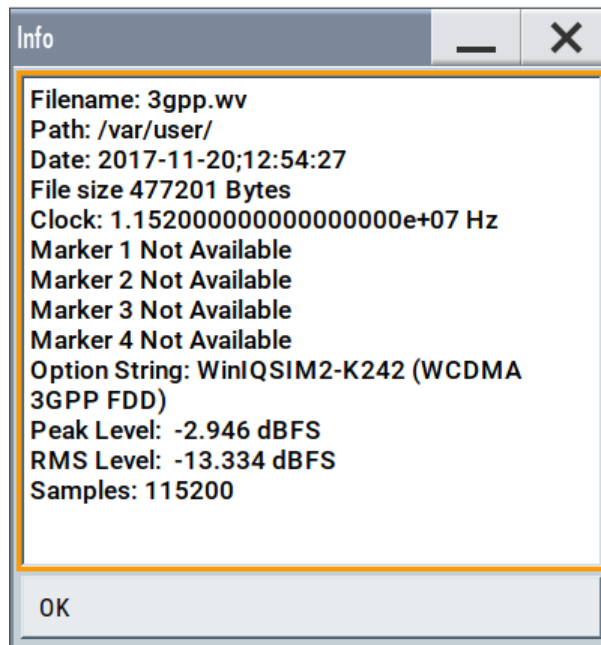 Info
Filename: 3gpp.wv
Path: /var/user/
Date: 2017-11-20;12:54:27
File size 477201 Bytes
Clock: 1.152000000000000000e+07 Hz
Marker 1 Not Available
Marker 2 Not Available
Marker 3 Not Available
Marker 4 Not Available
Option String: WinIQSIM2-K242 (WCDMA
3GPP FDD)
Peak Level:  -2.946 dBFS
RMS Level:  -13.334 dBFS
Samples: 115200
OK